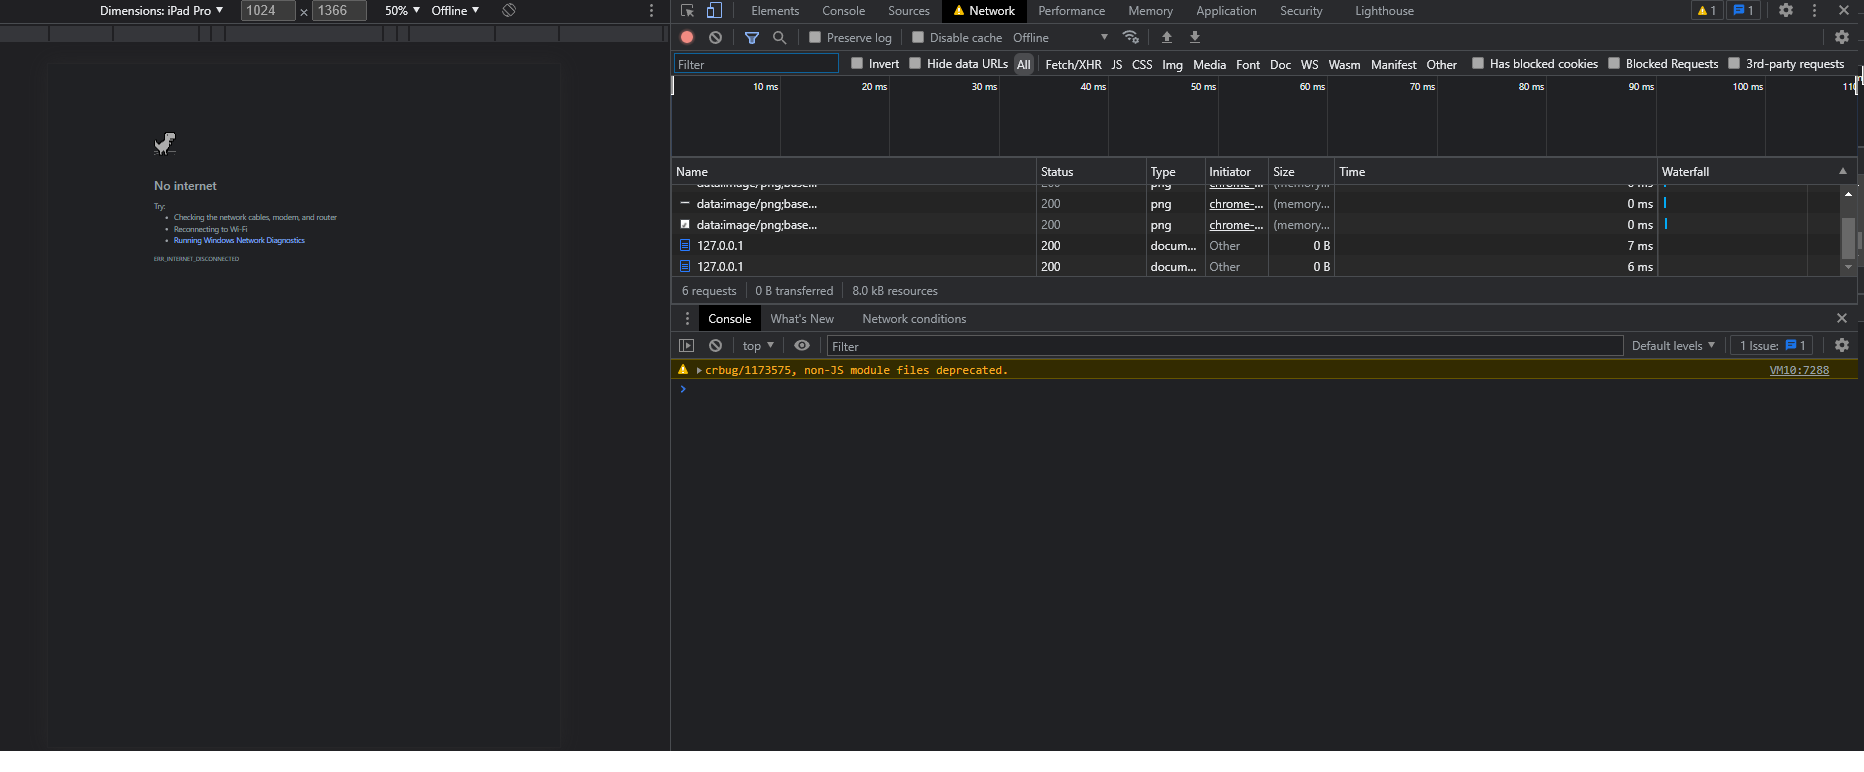 Dimensions: iPad Pro ▼ 1024 × 1366 50% ▼ Offline ▼
No internet
Try:
• Checking the network cables, modem, and router
• Reconnecting to Wi-Fi
• Running Windows Network Diagnostics
ERR_INTERNET_DISCONNECTED
Elements Console Sources Network Performance Memory Application Security Lighthouse 1 1
Preserve log Disable cache Offline ▼
Filter Invert Hide data URLs All Fetch/XHR JS CSS Img Media Font Doc WS Wasm Manifest Other Has blocked cookies Blocked Requests 3rd-party requests
10 ms 20 ms 30 ms 40 ms 50 ms 60 ms 70 ms 80 ms 90 ms 100 ms 110
Name Status Type Initiator Size Time Waterfall
data:image/png;base... 200 png chrome-... (memory... 0 ms
data:image/png;base... 200 png chrome-... (memory... 0 ms
data:image/png;base... 200 png chrome-... (memory... 0 ms
127.0.0.1 200 docum... Other 0 B 7 ms
127.0.0.1 200 docum... Other 0 B 6 ms
6 requests 0 B transferred 8.0 kB resources
Console What's New Network conditions
top ▼ Filter Default levels ▼ 1 Issue: 1
crbug/1173575, non-JS module files deprecated. VM10:7288